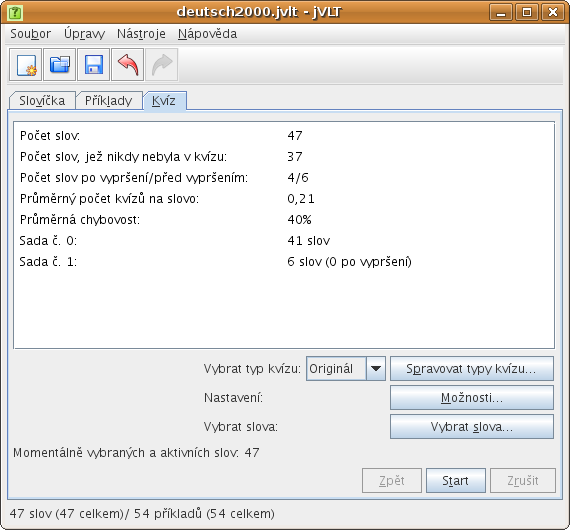 deutsch2000.jvlt - jVLT
Soubor Úpravy Nástroje Nápověda
Slovíčka Příklady Kvíz
Počet slov: 47
Počet slov, jež nikdy nebyla v kvízu: 37
Počet slov po vypršení/před vypršením: 4/6
Průměrný počet kvízů na slovo: 0,21
Průměrná chybovost: 40%
Sada č. 0: 41 slov
Sada č. 1: 6 slov (0 po vypršení)
Vybrat typ kvízu: Originál Spravovat typy kvízu...
Nastavení: Možnosti...
Vybrat slova: Vybrat slova...
Momentálně vybraných a aktivních slov: 47
Zpět Start Zrušit
47 slov (47 celkem)/ 54 příkladů (54 celkem)